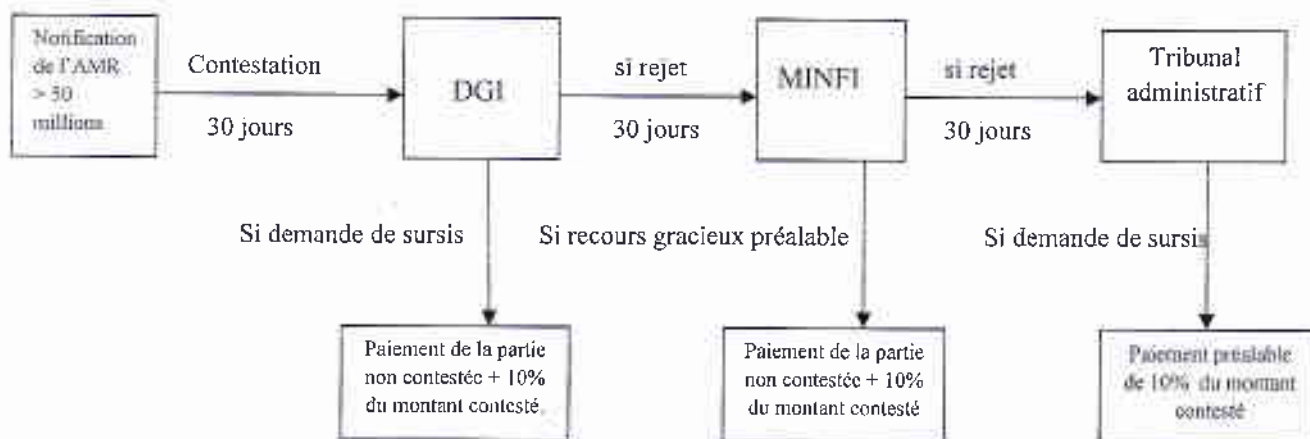 Notification
de l'AMR
> 50
millions
Contestation
30 jours
DGI
si rejet
30 jours
MINFI
si rejet
30 jours
Tribunal
administratif
Si demande de sursis
Si recours gracieux préalable
Si demande de sursis
Paiement de la partie
non contestée + 10%
du montant contesté.
Paiement de la partie
non contestée + 10%
du montant contesté
Paiement préalable
de 10% du montant
contesté